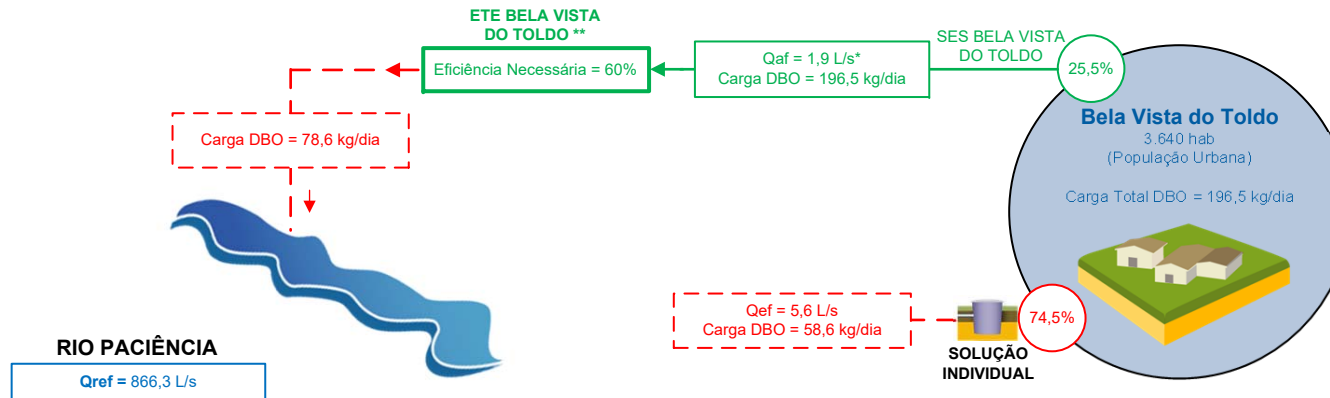 ETE BELA VISTA
DO TOLDO **
Eficiência Necessária = 60%
Qaf = 1,9 L/s*
Carga DBO = 196,5 kg/dia
SES BELA VISTA
DO TOLDO
25,5%
Bela Vista do Toldo
3.640 hab
(População Urbana)
Carga Total DBO = 196,5 kg/dia
Carga DBO = 78,6 kg/dia
Qef = 5,6 L/s
Carga DBO = 58,6 kg/dia
74,5%
SOLUÇÃO
INDIVIDUAL
RIO PACIÊNCIA
Qref = 866,3 L/s